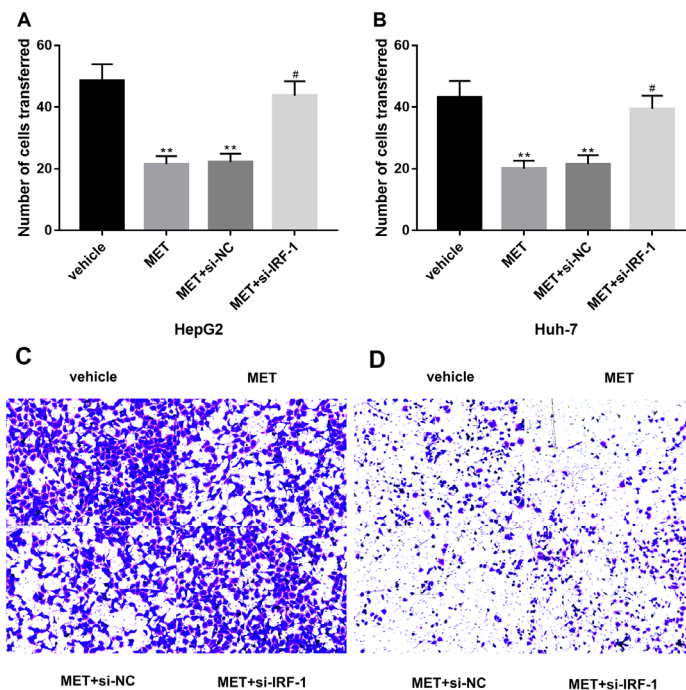 A
Number of cells transferred
60
40
20
0
**
**
#
vehicle
MET
MET+si-NC
MET+si-IRF-1
HepG2
B
Number of cells transferred
60
40
20
0
**
**
#
vehicle
MET
MET+si-NC
MET+si-IRF-1
Huh-7
C
vehicle
MET
MET+si-NC
MET+si-IRF-1
D
vehicle
MET
MET+si-NC
MET+si-IRF-1